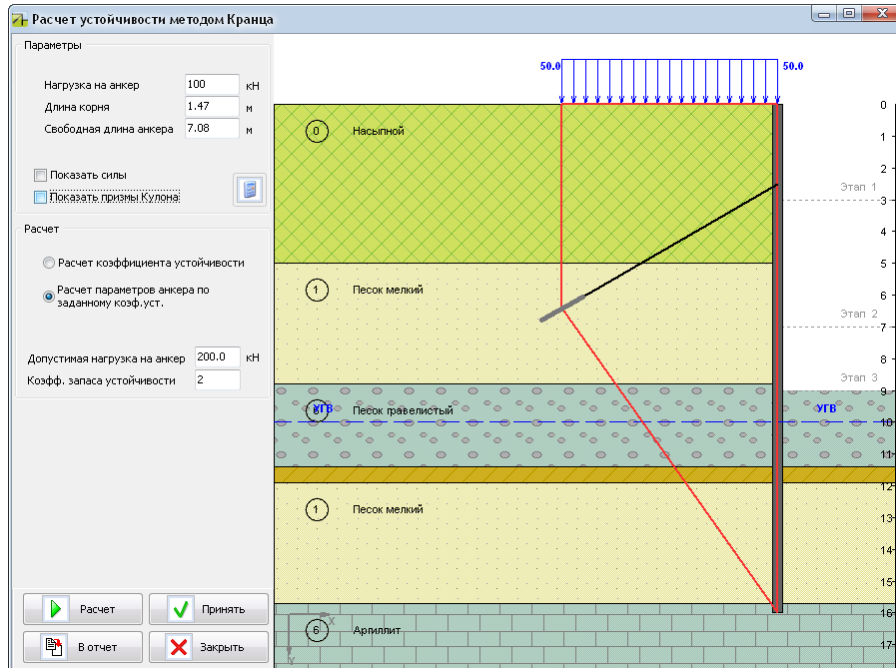 Расчет устойчивости методом Кранца
Параметры
Нагрузка на анкер 100 кН
Длина корня 1.47 м
Свободная длина анкера 7.08 м
Показать силы
Показать призмы Кулона
Расчет
Расчет коэффициента устойчивости
Расчет параметров анкера по
заданному коэф.уст.
Допустимая нагрузка на анкер 200.0 кН
Коэфф. запаса устойчивости 2
Расчет
Принять
В отчет
Закрыть
50.0 50.0
0 Насыпной
1 Песок мелкий
УГВ Песок гравелистый УГВ
1 Песок мелкий
6 Аргиллит
X
Y
Этап 1
Этап 2
Этап 3
0
1
2
3
4
5
6
7
8
9
10
11
12
13
14
15
16
17